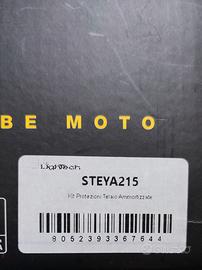 BE MOTO
LighTech
STEYA215
Kit Protezioni Telaio Ammortizzate
8052393367644
A